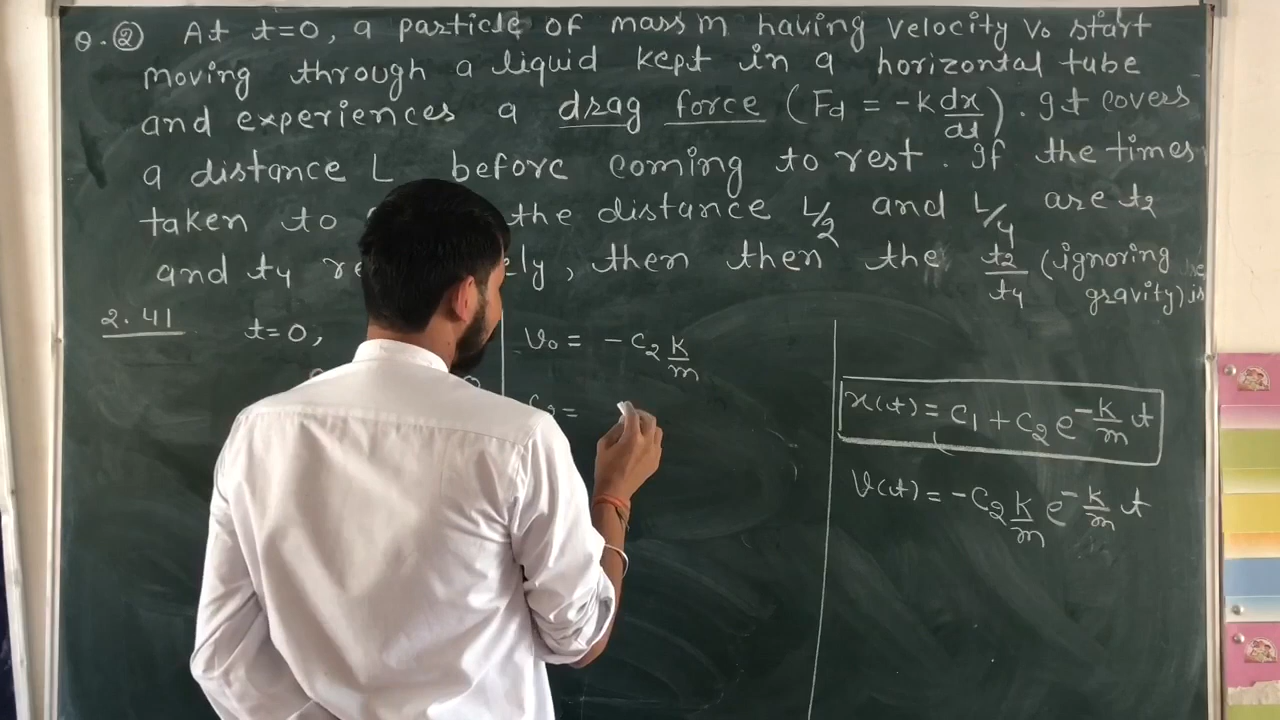 Q.② At t=0, a particle of mass m having velocity v₀ start
moving through a liquid kept in a horizontal tube
and experiences a drag force (Fd = -k dx/dt). It covers
a distance L before coming to rest. If the times
taken to the distance L/2 and L/4 are t2
and t4 , then then the t2/t4 (ignoring
gravity) is
2.41 t=0,
v₀ = -c₂ k/m
c₂ =
x(t) = c₁ + c₂ e^(-k/m t)
v(t) = -c₂ k/m e^(-k/m t)